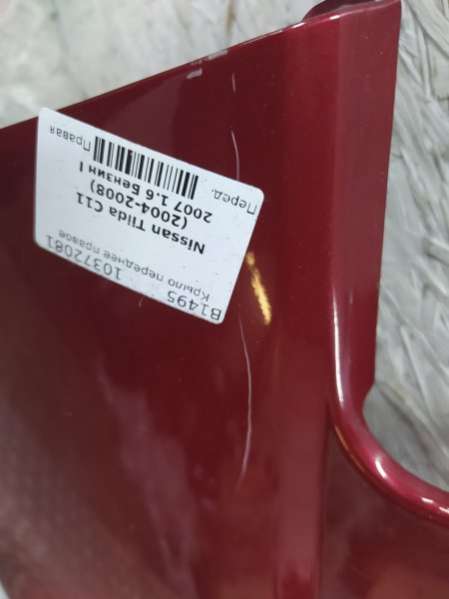 B1495
10372081
Крыло переднее правое
Nissan Tiida C11
(2004-2008)
2007 1.6 Бензин I
Перед. Правая